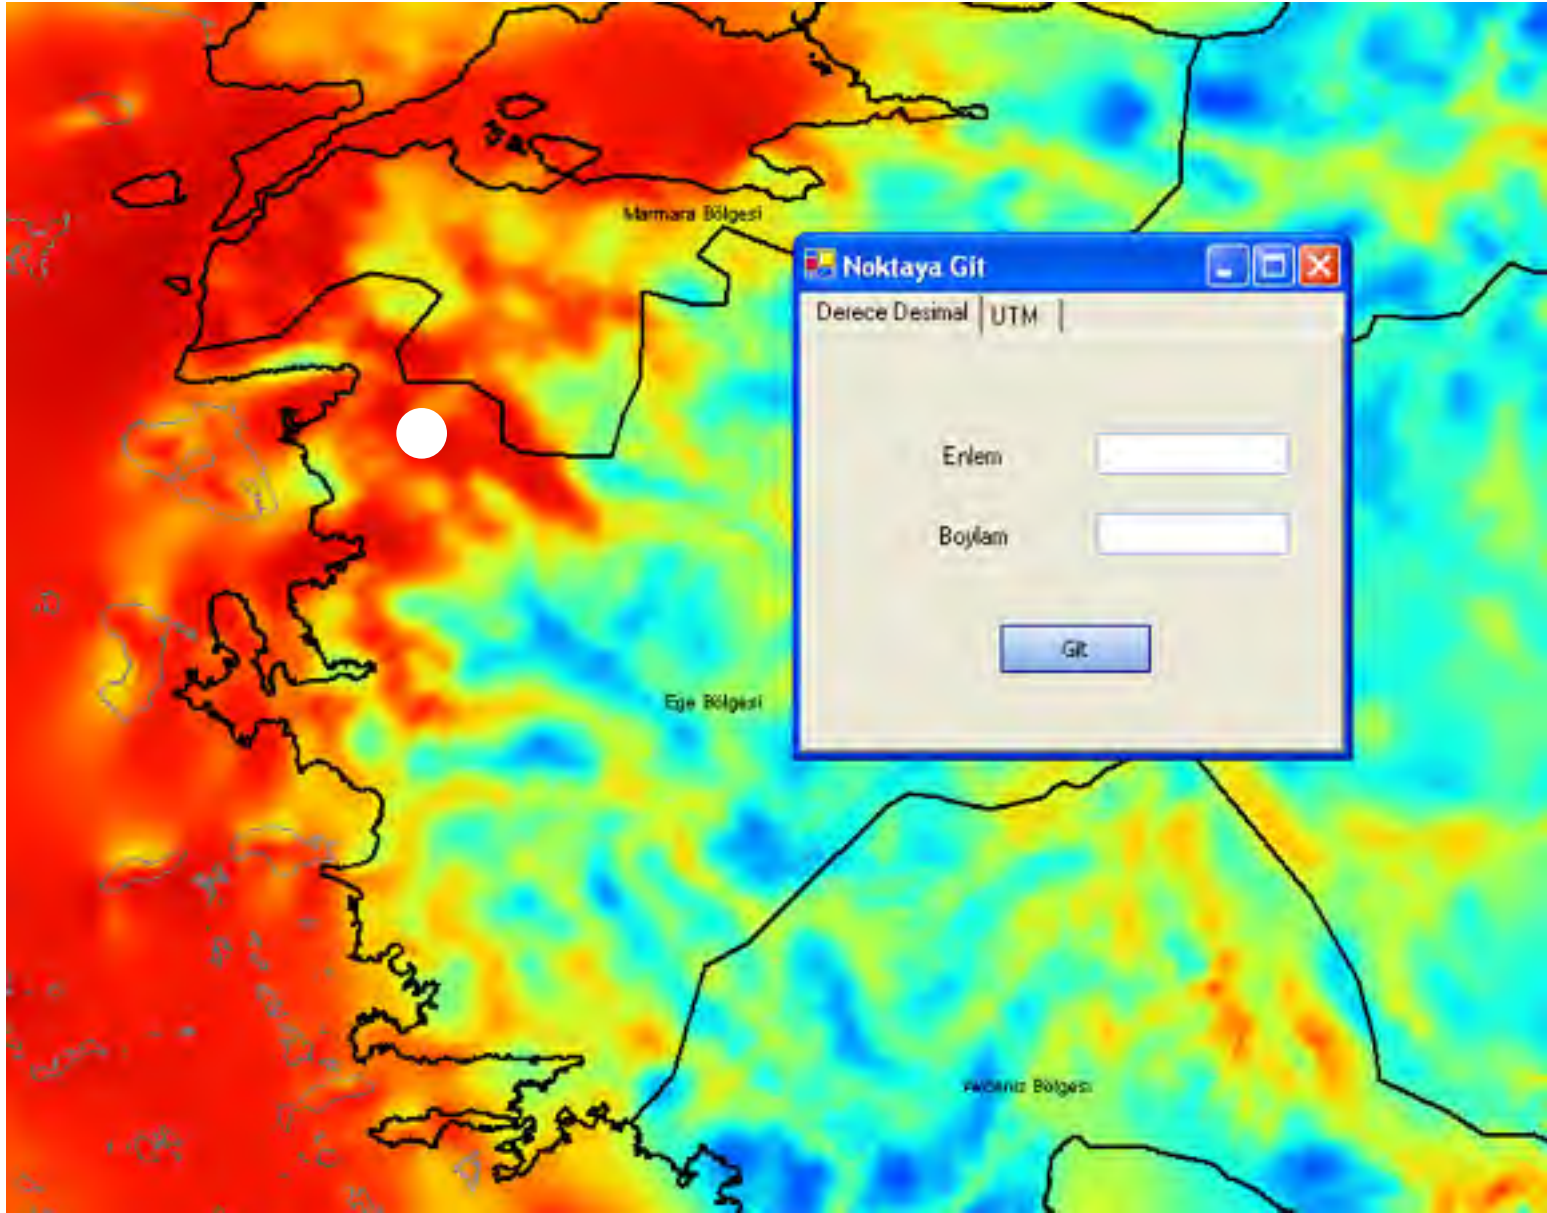 Marmara Bölgesi
Noktaya Git
Derece Desimal
UTM
Enlem
Boylam
Git
Ege Bölgesi
Bölgesi